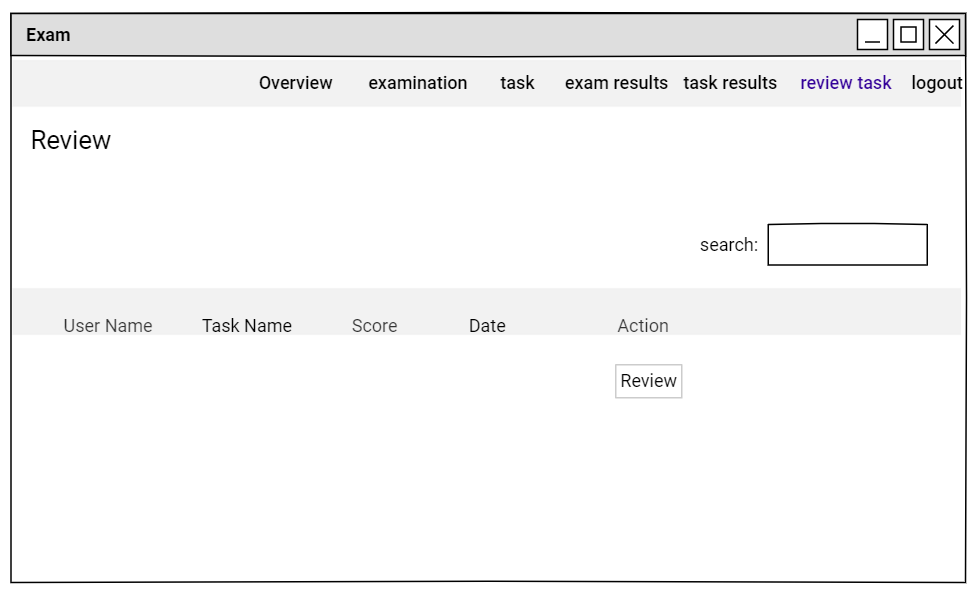 Exam
Overview examination task exam results task results review task logout
Review
search:
User Name Task Name Score Date Action
Review